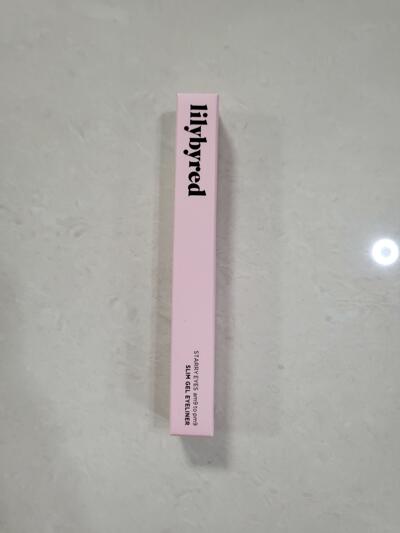 lilybyred
STARRY EYES am9 to pm9
SLIM GEL EYELINER